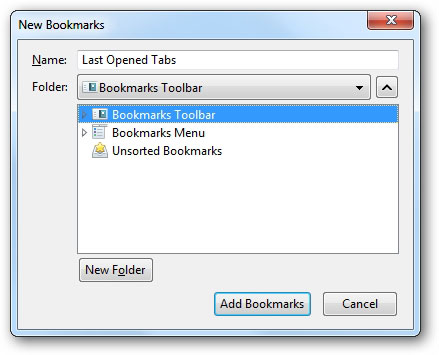 New Bookmarks
Name: Last Opened Tabs
Folder: Bookmarks Toolbar
Bookmarks Toolbar
Bookmarks Menu
Unsorted Bookmarks
New Folder
Add Bookmarks Cancel